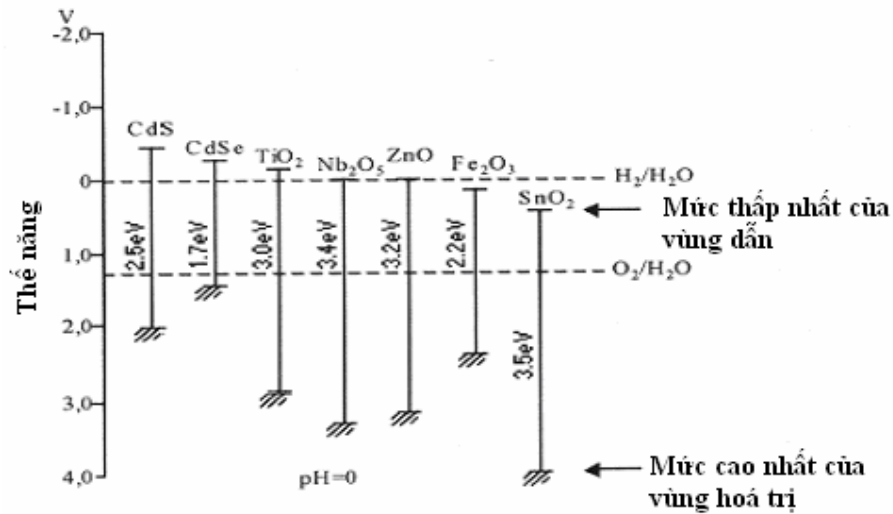 V
-2,0
-1,0
0
1,0
2,0
3,0
4,0
Thế năng
CdS
CdSe
TiO₂
Nb₂O₅
ZnO
Fe₂O₃
SnO₂
2.5eV
1.7eV
3.0eV
3.4eV
3.2eV
2.2eV
3.5eV
H₂/H₂O
Mức thấp nhất của
vùng dẫn
O₂/H₂O
Mức cao nhất của
vùng hoá trị
pH=0